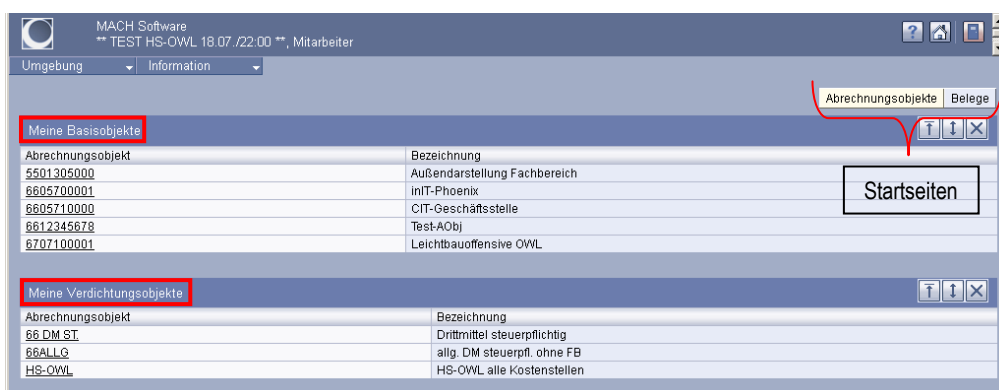 MACH Software
** TEST HS-OWL 18.07./22:00 **, Mitarbeiter
Umgebung Information
Abrechnungsobjekte Belege
Meine Basisobjekte
Startseiten
Abrechnungsobjekt Bezeichnung
5501305000 Außendarstellung Fachbereich
6605700001 inIT-Phoenix
6605710000 CIT-Geschäftsstelle
6612345678 Test-AObj
6707100001 Leichtbauoffensive OWL
Meine Verdichtungsobjekte
Abrechnungsobjekt Bezeichnung
66 DM ST. Drittmittel steuerpflichtig
66ALLG allg. DM steuerpfl. ohne FB
HS-OWL HS-OWL alle Kostenstellen